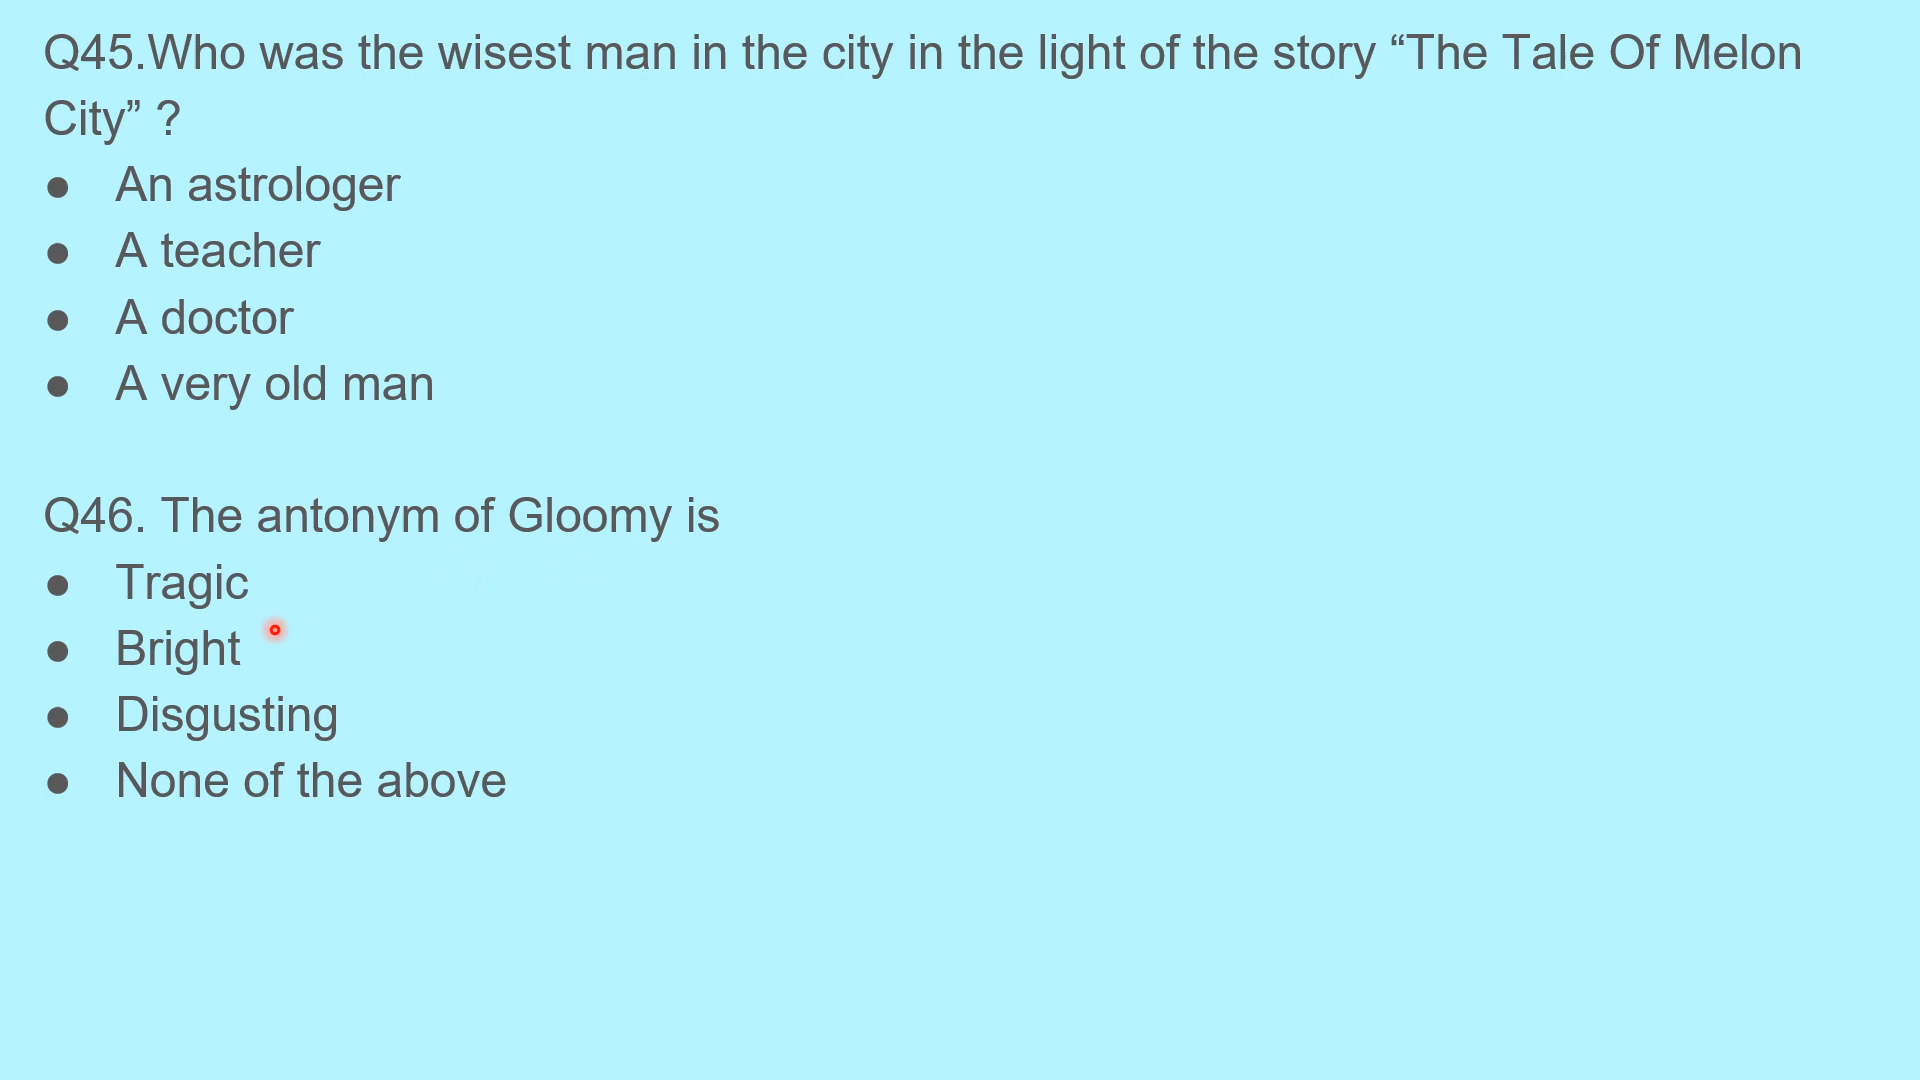 Q45.Who was the wisest man in the city in the light of the story “The Tale Of Melon
City” ?
● An astrologer
● A teacher
● A doctor
● A very old man
Q46. The antonym of Gloomy is
● Tragic
● Bright
● Disgusting
● None of the above